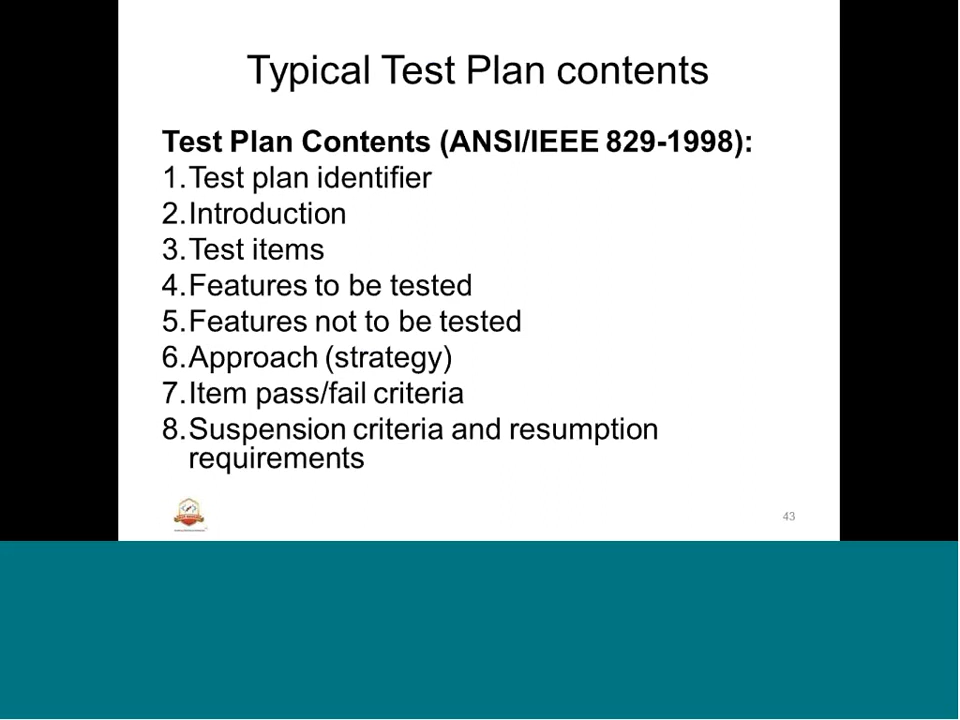 Typical Test Plan contents
Test Plan Contents (ANSI/IEEE 829-1998):
1.Test plan identifier
2.Introduction
3.Test items
4.Features to be tested
5.Features not to be tested
6.Approach (strategy)
7.Item pass/fail criteria
8.Suspension criteria and resumption
requirements
43